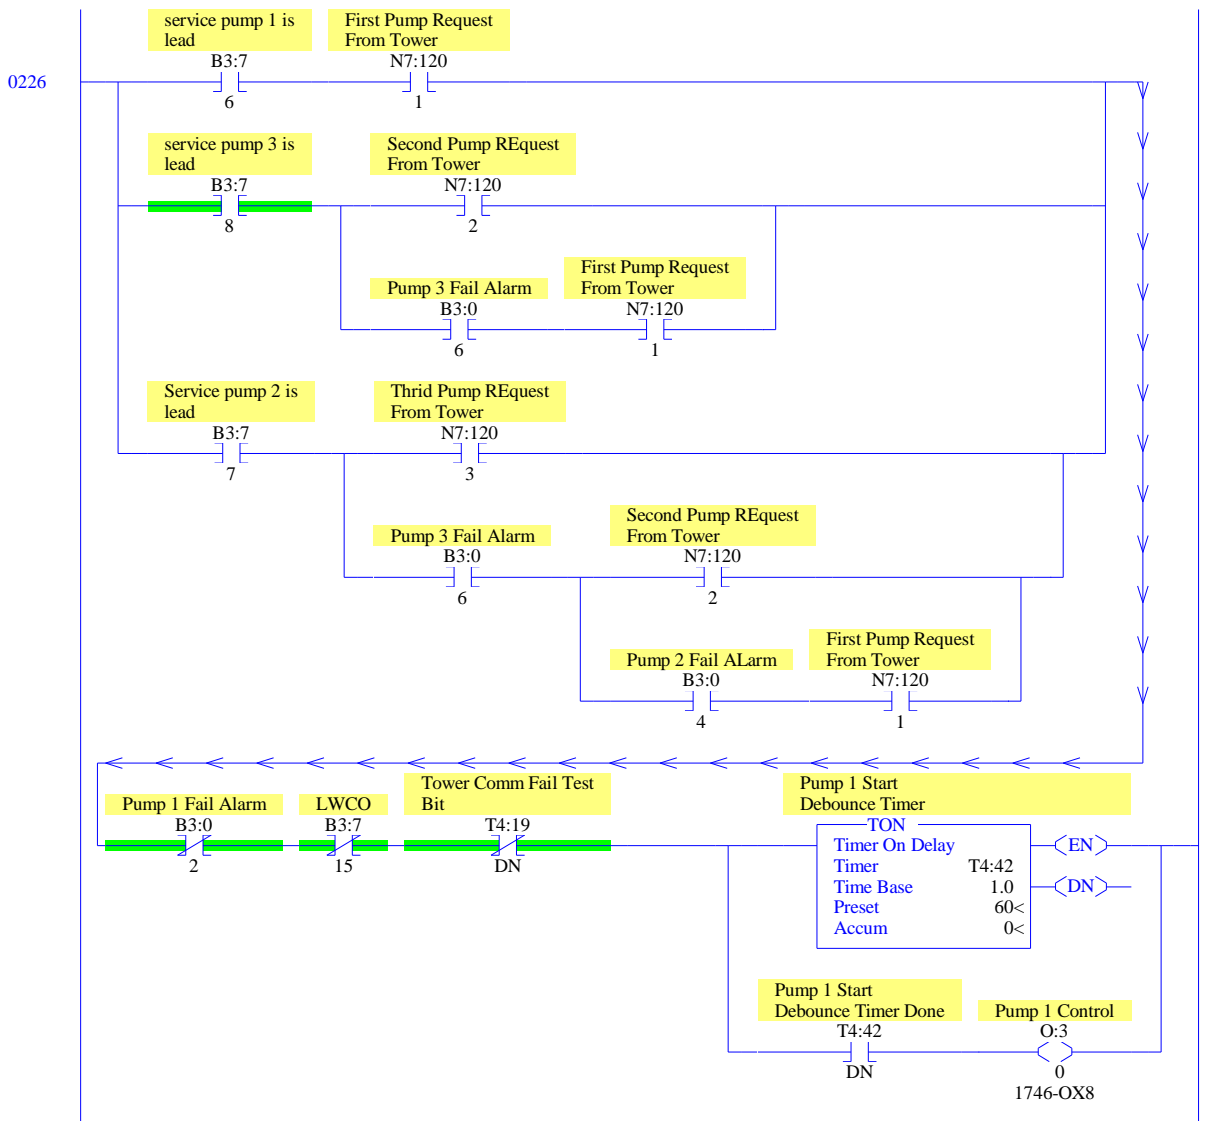 service pump 1 is
lead
First Pump Request
From Tower
B3:7
N7:120
0226
6
1
service pump 3 is
lead
Second Pump REquest
From Tower
B3:7
N7:120
8
2
First Pump Request
From Tower
Pump 3 Fail Alarm
B3:0
N7:120
6
1
Service pump 2 is
lead
Thrid Pump REquest
From Tower
B3:7
N7:120
7
3
Second Pump REquest
From Tower
Pump 3 Fail Alarm
B3:0
N7:120
6
2
First Pump Request
From Tower
Pump 2 Fail ALarm
B3:0
N7:120
4
1
Tower Comm Fail Test
Bit
Pump 1 Start
Debounce Timer
Pump 1 Fail Alarm
LWCO
B3:0
B3:7
T4:19
2
15
DN
TON
Timer On Delay
Timer T4:42
Time Base 1.0
Preset 60<
Accum 0<
EN
DN
Pump 1 Start
Debounce Timer Done
Pump 1 Control
T4:42
O:3
DN
0
1746-OX8